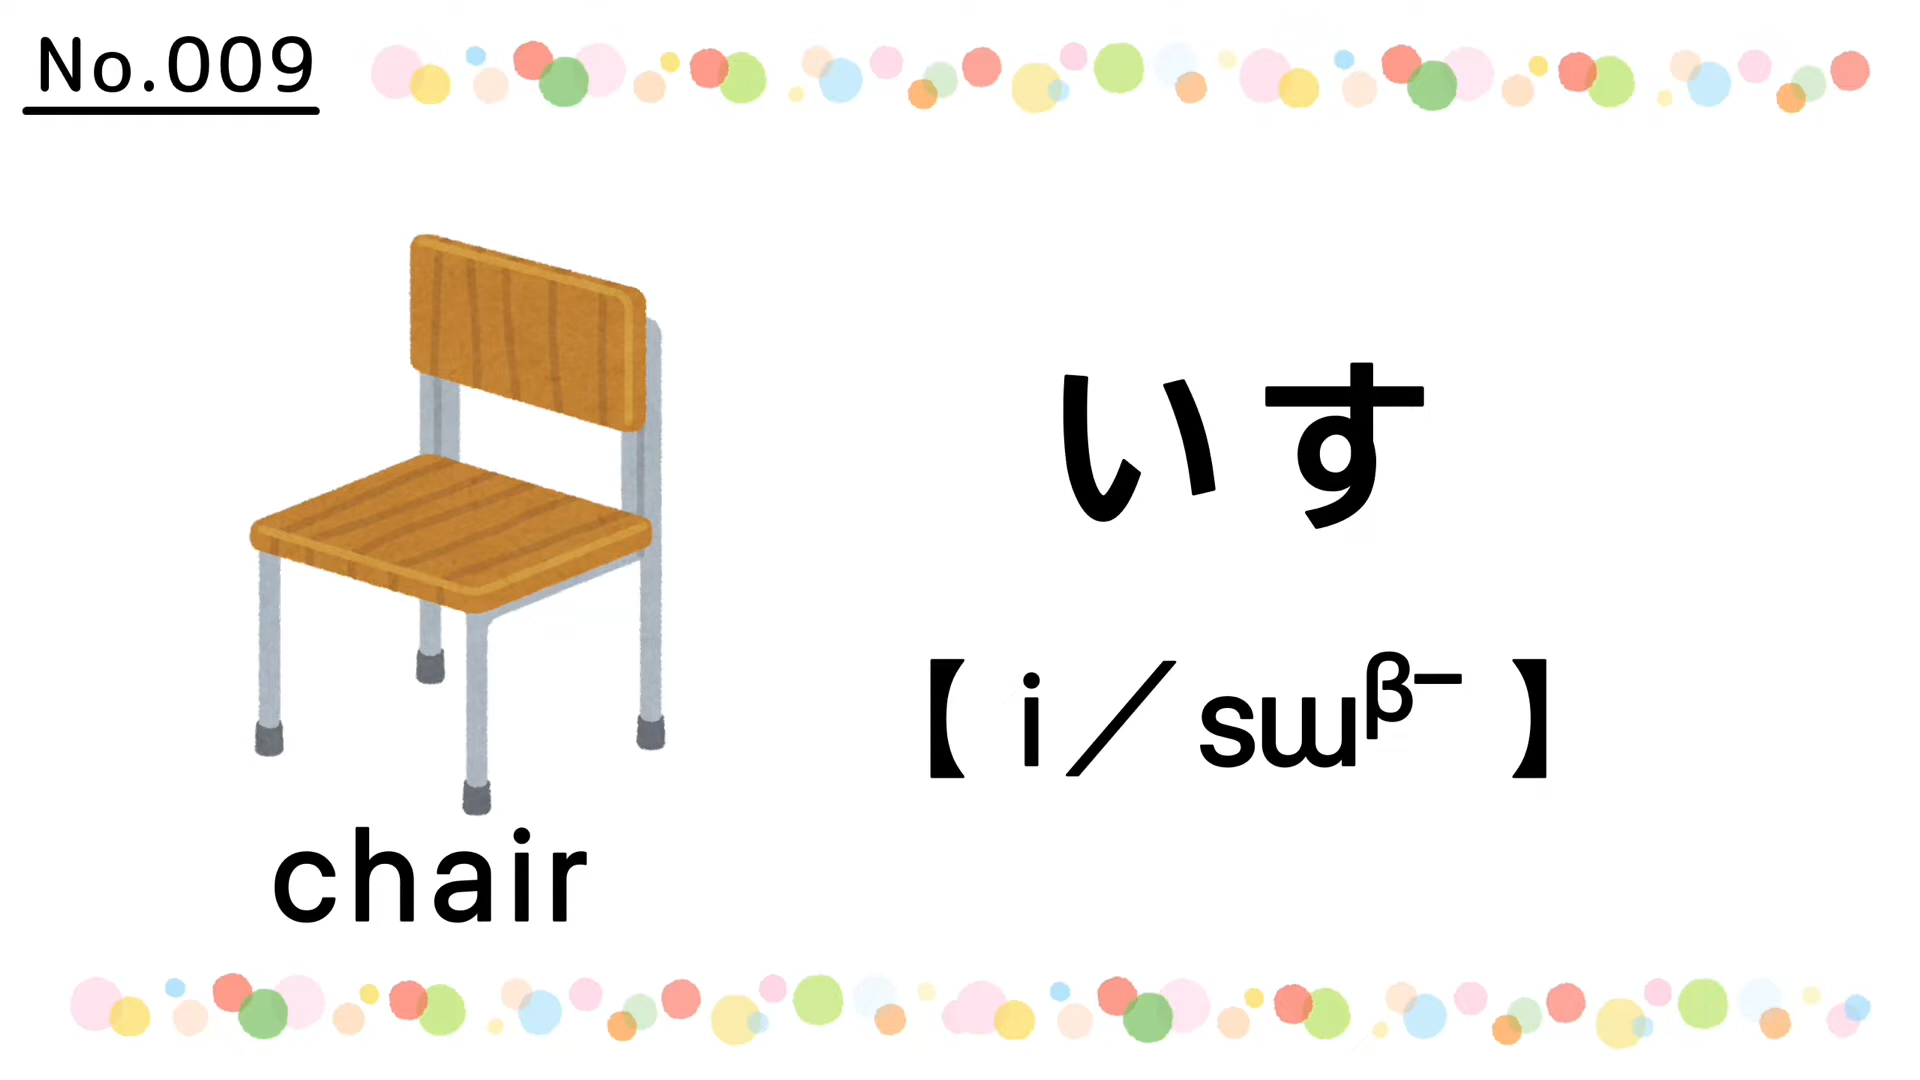 No.009
いす
【 i／sɯᵝ− 】
chair